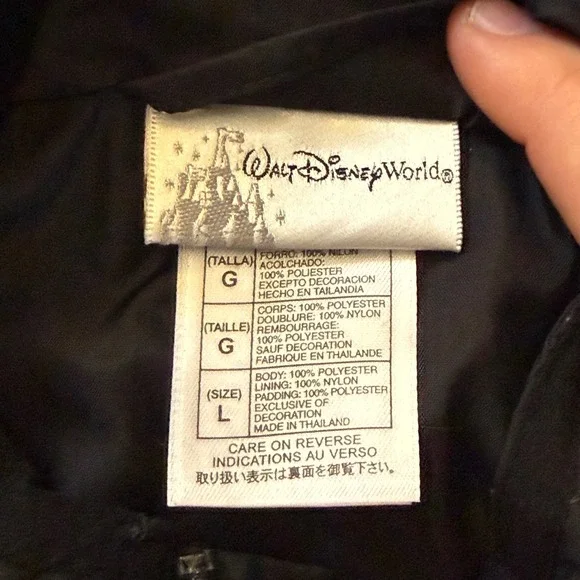 WALT DISNEY World®
(TALLA)
G
FORRO: 100% NILON
ACOLCHADO:
100% POLIESTER
EXCEPTO DECORACION
HECHO EN TAILANDIA
(TAILLE)
G
CORPS: 100% POLYESTER
DOUBLURE: 100% NYLON
REMBOURRAGE:
100% POLYESTER
SAUF DECORATION
FABRIQUE EN THAILANDE
(SIZE)
L
BODY: 100% POLYESTER
LINING: 100% NYLON
PADDING: 100% POLYESTER
EXCLUSIVE OF
DECORATION
MADE IN THAILAND
CARE ON REVERSE
INDICATIONS AU VERSO
取り扱い表示は裏面を御覧下さい。